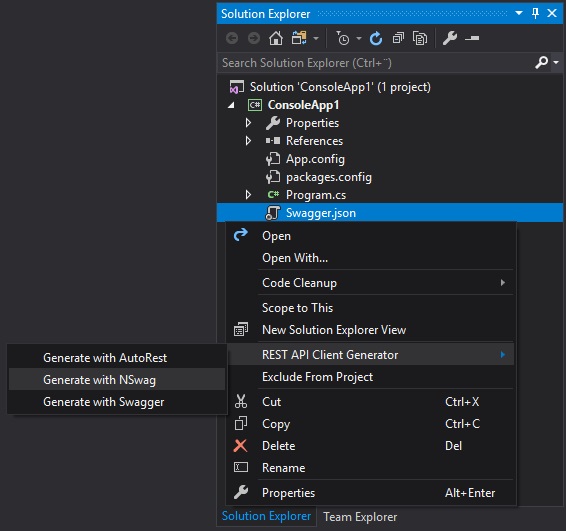 Solution Explorer
Search Solution Explorer (Ctrl+¨)
Solution 'ConsoleApp1' (1 project)
C# ConsoleApp1
Properties
References
App.config
packages.config
C# Program.cs
Swagger.json
Open
Open With...
Code Cleanup
Scope to This
New Solution Explorer View
REST API Client Generator
Generate with AutoRest
Generate with NSwag
Generate with Swagger
Exclude From Project
Cut Ctrl+X
Copy Ctrl+C
Delete Del
Rename
Properties Alt+Enter
Solution Explorer Team Explorer